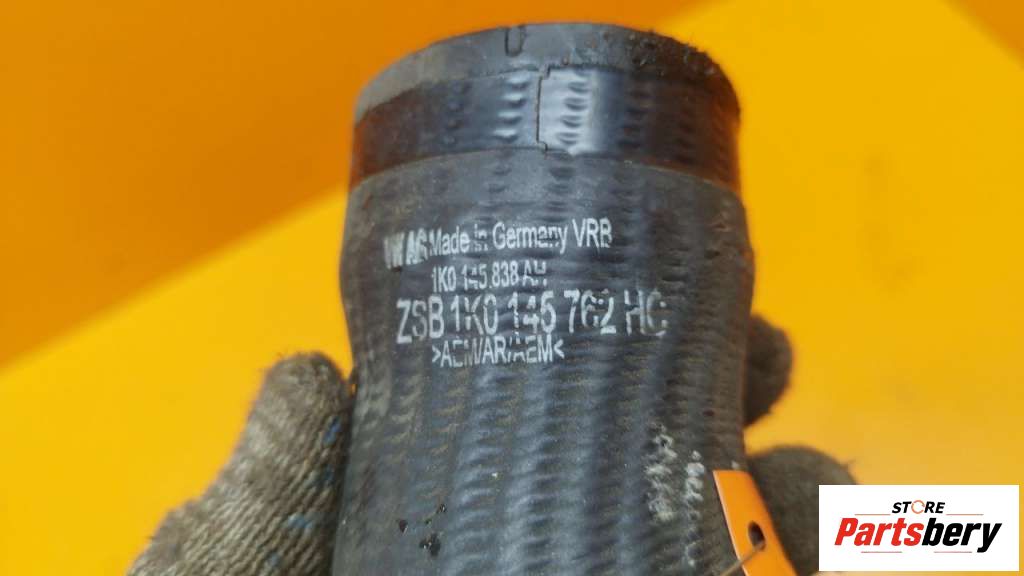 VW AG Made in Germany VRB
1K0 145 838 AH
ZSB 1K0 145 762 HC
>AEM/AR/AEM<
STORE
Partsbery